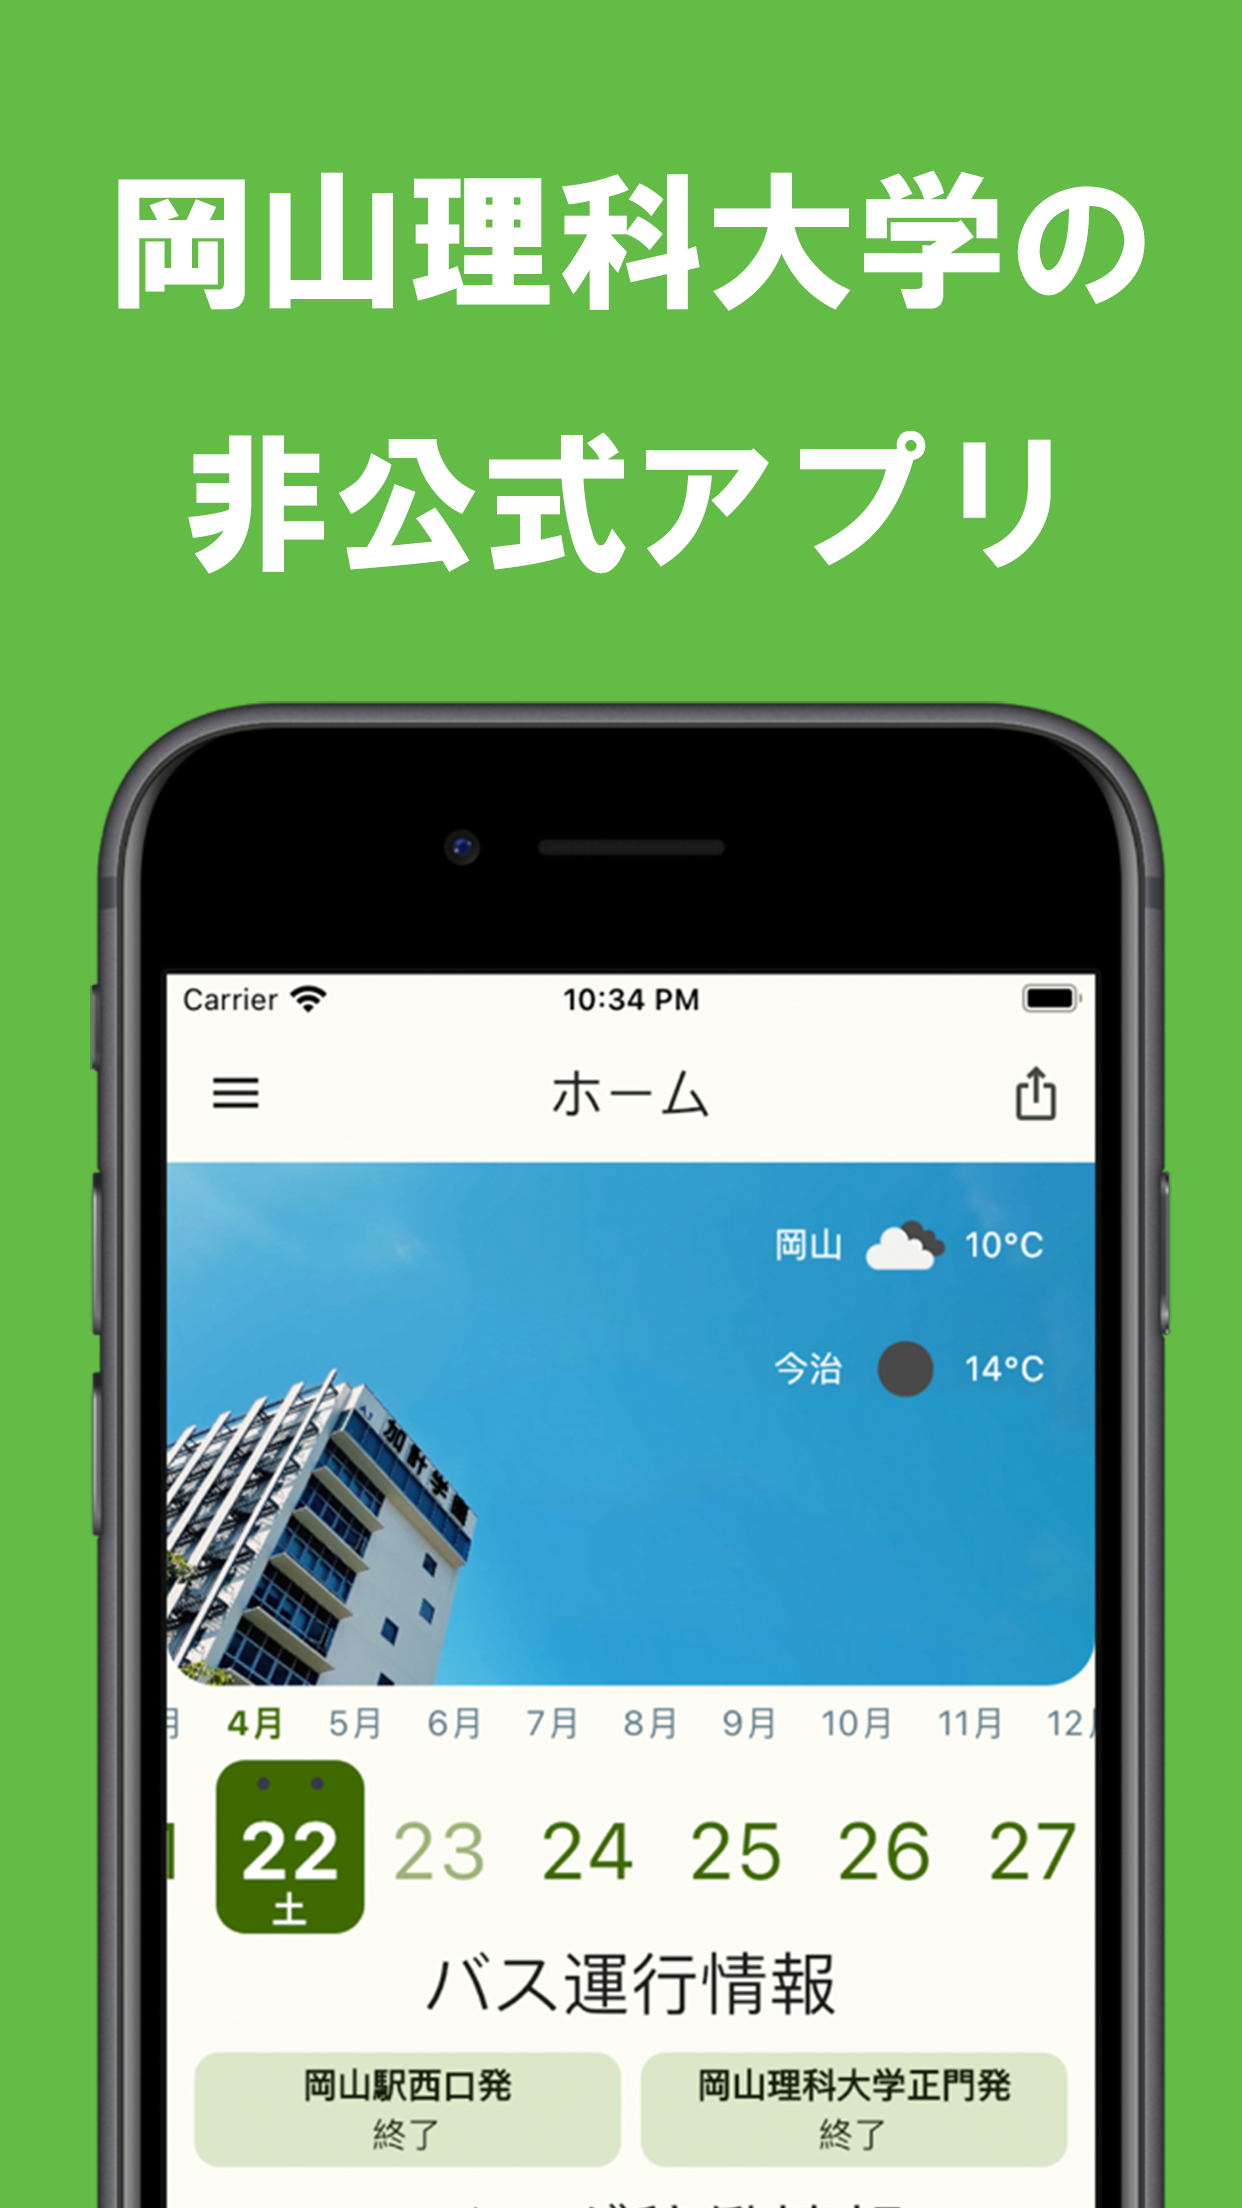 岡山理科大学の
非公式アプリ
Carrier 10:34 PM
ホーム
岡山 10°C
今治 14°C
A1 加計学園
月 4月 5月 6月 7月 8月 9月 10月 11月 12月
1 22 23 24 25 26 27
土
バス運行情報
岡山駅西口発 岡山理科大学正門発
終了 終了